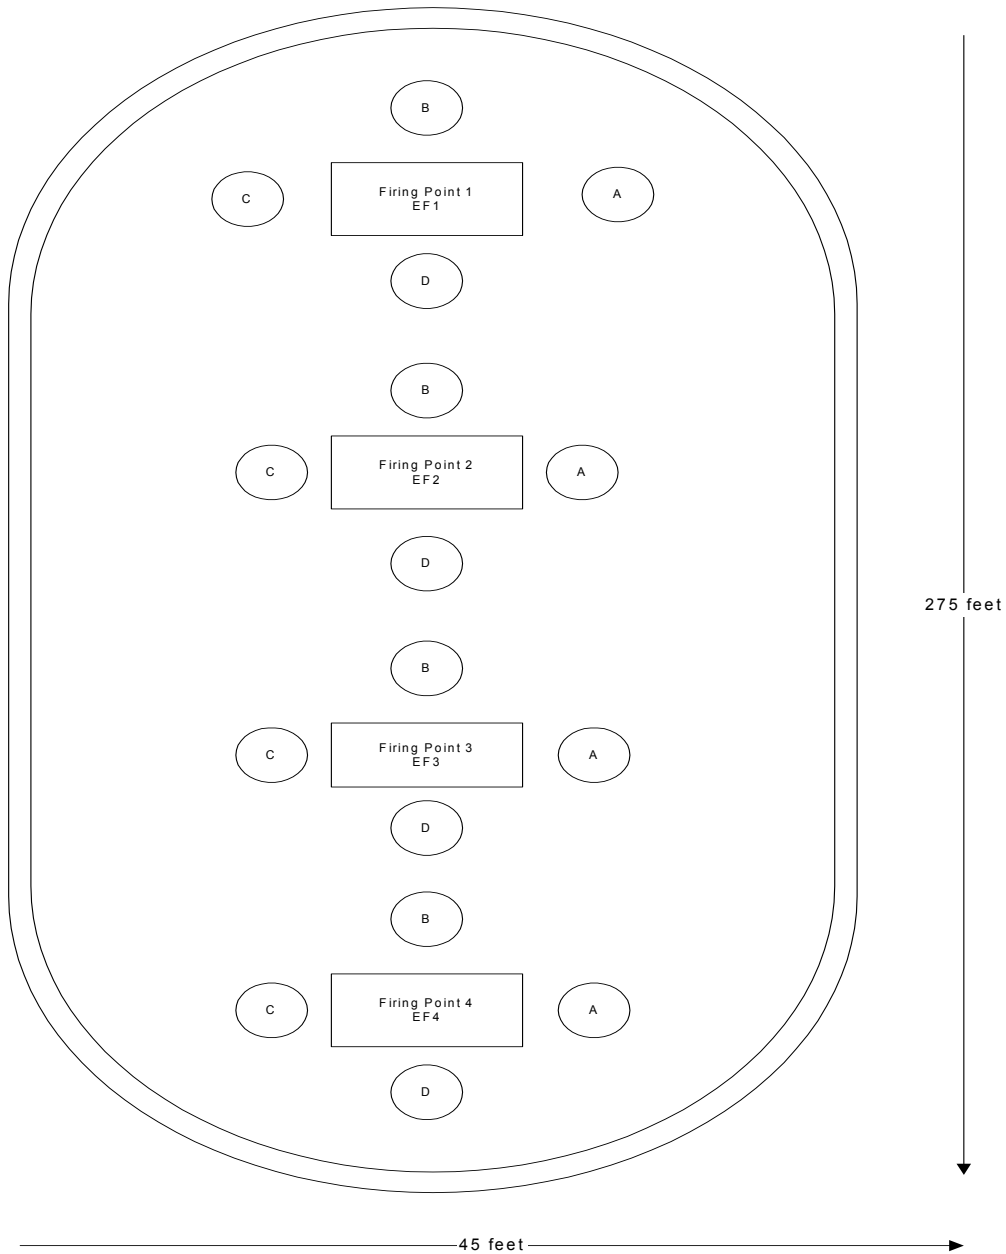 B
Firing Point 1
EF1
C
A
D
B
Firing Point 2
EF2
C
A
D
275 feet
B
Firing Point 3
EF3
C
A
D
B
Firing Point 4
EF4
C
A
D
45 feet